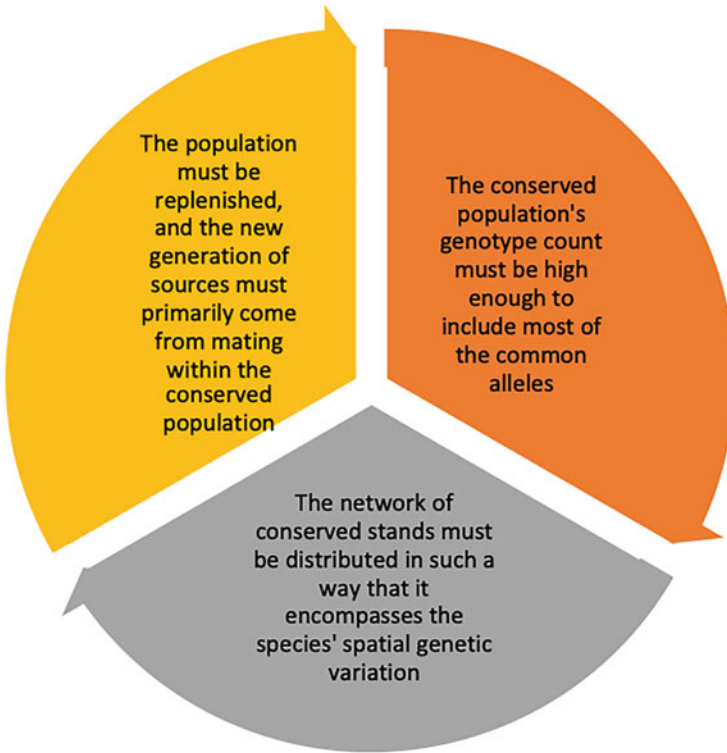 The population
must be
replenished,
and the new
generation of
sources must
primarily come
from mating
within the
conserved
population
The conserved
population's
genotype count
must be high
enough to
include most of
the common
alleles
The network of
conserved stands must
be distributed in such a
way that it
encompasses the
species' spatial genetic
variation